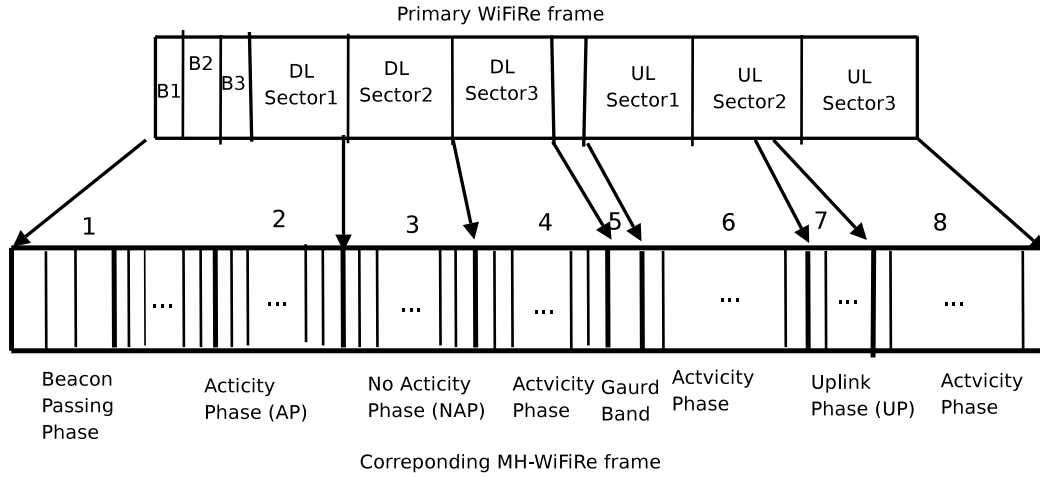 Primary WiFiRe frame
B1
B2
B3
DL
Sector1
DL
Sector2
DL
Sector3
UL
Sector1
UL
Sector2
UL
Sector3
1
2
3
4
5
6
7
8
...
...
...
...
...
...
...
Beacon
Passing
Phase
Acticity
Phase (AP)
No Acticity
Phase (NAP)
Actvicity
Phase
Gaurd
Band
Actvicity
Phase
Uplink
Phase (UP)
Actvicity
Phase
Correponding MH-WiFiRe frame